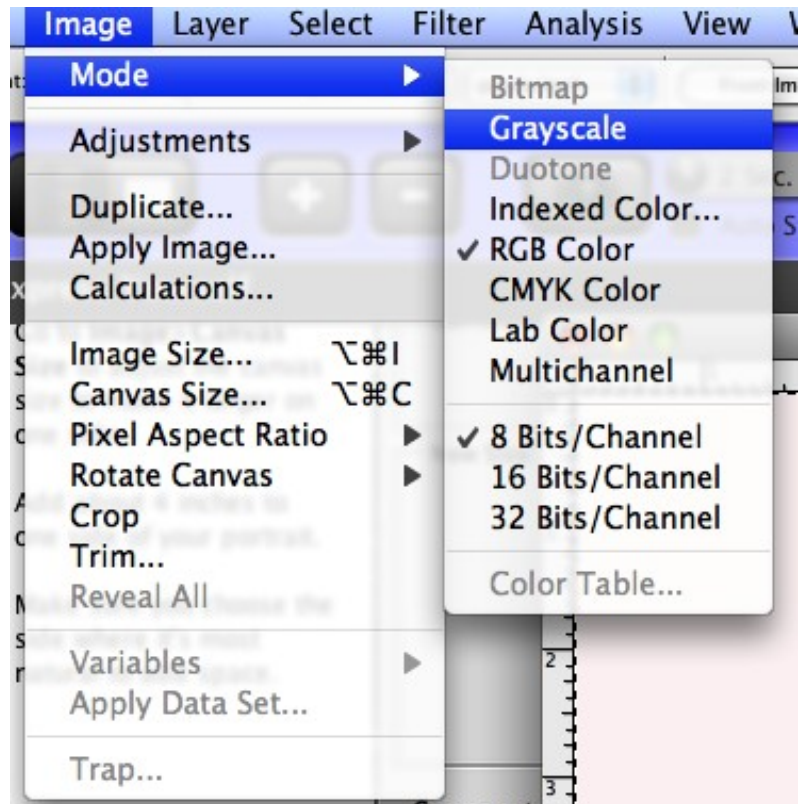 Image Layer Select Filter Analysis View
Mode
Adjustments
Duplicate...
Apply Image...
Calculations...
Image Size... ⌥⌘I
Canvas Size... ⌥⌘C
Pixel Aspect Ratio
Rotate Canvas
Crop
Trim...
Reveal All
Variables
Apply Data Set...
Trap...
Bitmap
Grayscale
Duotone
Indexed Color...
✓ RGB Color
CMYK Color
Lab Color
Multichannel
✓ 8 Bits/Channel
16 Bits/Channel
32 Bits/Channel
Color Table...
2
3